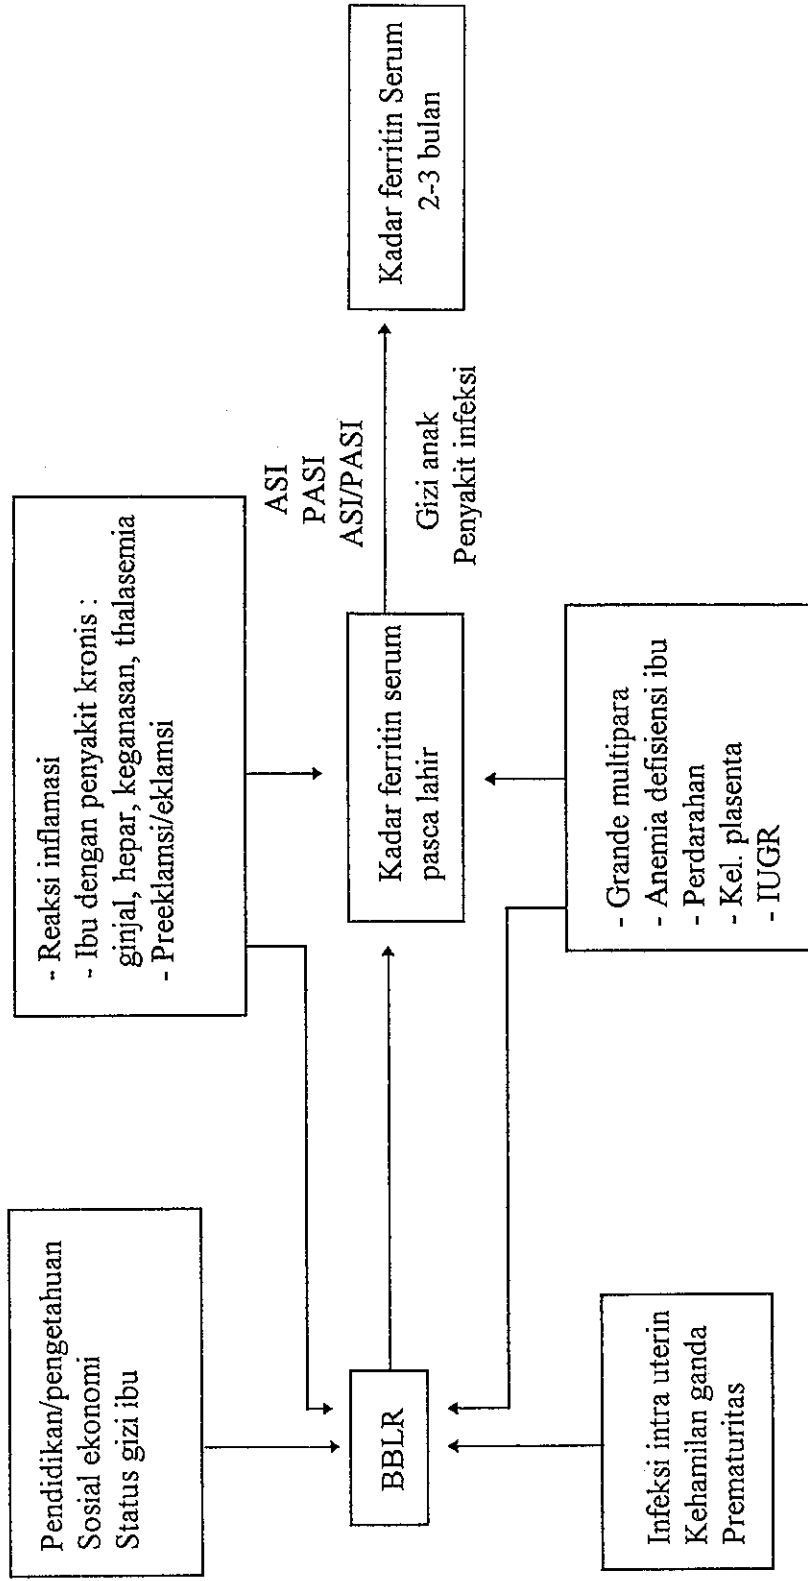 Pendidikan/pengetahuan
Sosial ekonomi
Status gizi ibu
- Reaksi inflamasi
- Ibu dengan penyakit kronis :
ginjal, hepar, keganasan, thalasemia
- Preeklamsi/eklamsi
ASI
PASI
ASI/PASI
BBLR
Kadar ferritin serum
pasca lahir
Gizi anak
Penyakit infeksi
Kadar ferritin Serum
2-3 bulan
Infeksi intra uterin
Kehamilan ganda
Prematuritas
- Grande multipara
- Anemia defisiensi ibu
- Perdarahan
- Kel. plasenta
- IUGR